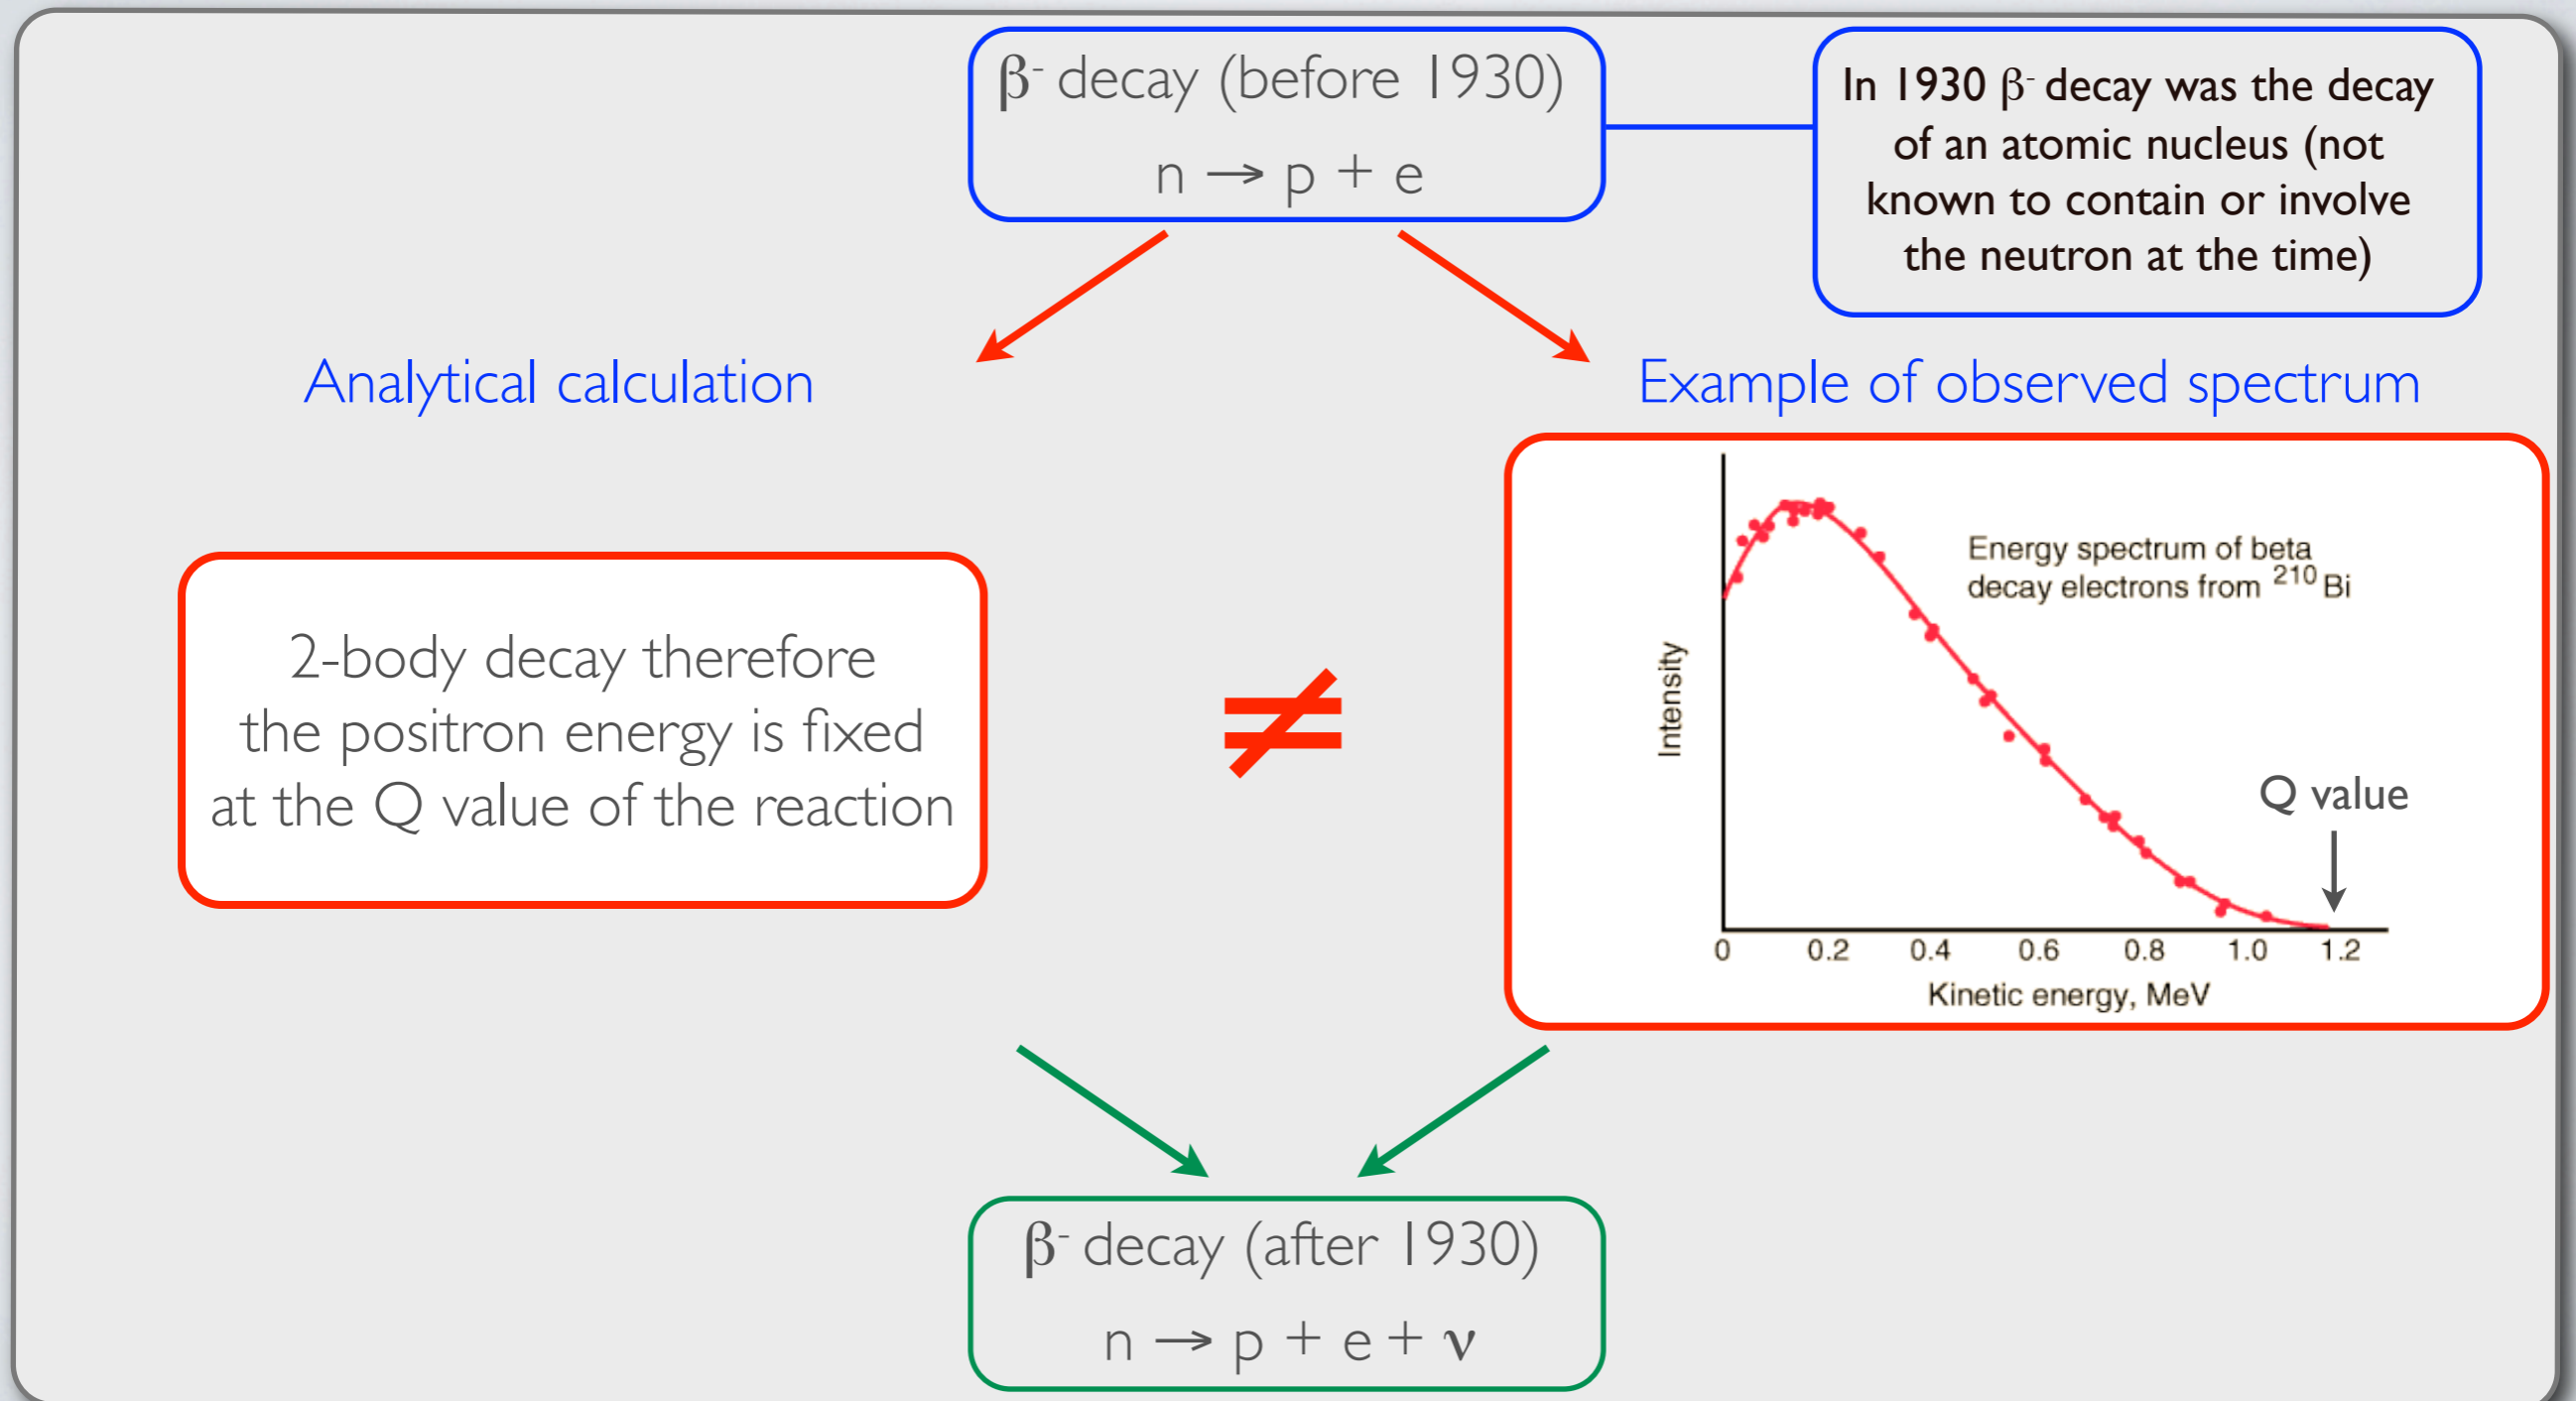 β⁻ decay (before 1930)
n → p + e
In 1930 β⁻ decay was the decay
of an atomic nucleus (not
known to contain or involve
the neutron at the time)
Analytical calculation
Example of observed spectrum
2-body decay therefore
the positron energy is fixed
at the Q value of the reaction
≠
Energy spectrum of beta
decay electrons from ²¹⁰Bi
Intensity
Q value
0 0.2 0.4 0.6 0.8 1.0 1.2
Kinetic energy, MeV
β⁻ decay (after 1930)
n → p + e + ν